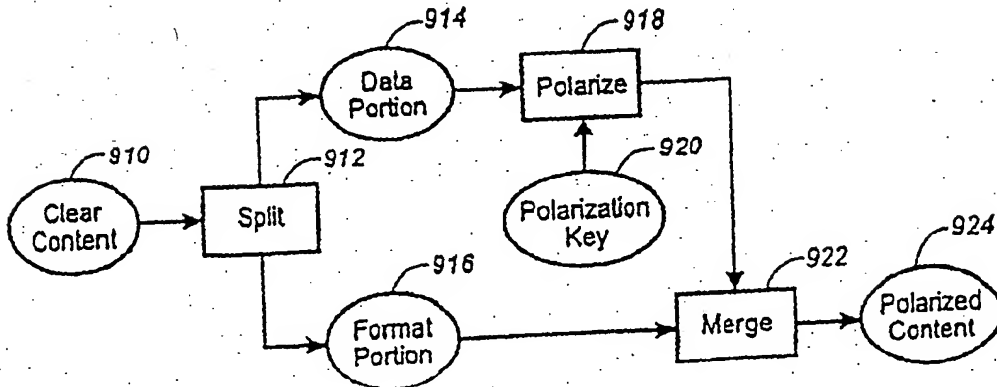 914
918
Data
Portion
Polarize
910
912
920
Clear
Content
Split
Polarization
Key
924
916
922
Format
Portion
Merge
Polarized
Content